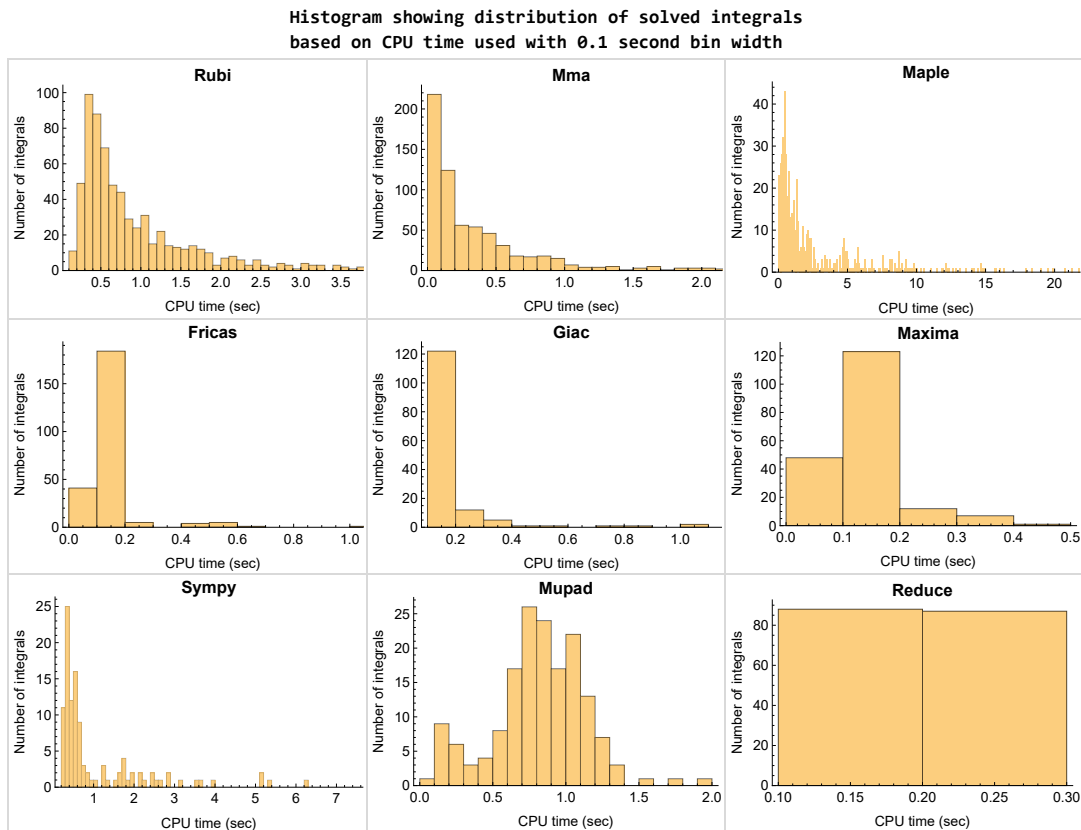 Histogram showing distribution of solved integrals
based on CPU time used with 0.1 second bin width
Rubi
Number of integrals
100
80
60
40
20
0
0.5 1.0 1.5 2.0 2.5 3.0 3.5
CPU time (sec)
Mma
Number of integrals
200
150
100
50
0
0.0 0.5 1.0 1.5 2.0
CPU time (sec)
Maple
Number of integrals
40
30
20
10
0
0 5 10 15 20
CPU time (sec)
Fricas
Number of integrals
150
100
50
0
0.0 0.2 0.4 0.6 0.8 1.0
CPU time (sec)
Giac
Number of integrals
120
100
80
60
40
20
0
0.2 0.4 0.6 0.8 1.0
CPU time (sec)
Maxima
Number of integrals
120
100
80
60
40
20
0
0.0 0.1 0.2 0.3 0.4 0.5
CPU time (sec)
Sympy
Number of integrals
25
20
15
10
5
0
1 2 3 4 5 6 7
CPU time (sec)
Mupad
Number of integrals
25
20
15
10
5
0
0.0 0.5 1.0 1.5 2.0
CPU time (sec)
Reduce
Number of integrals
80
60
40
20
0
0.10 0.15 0.20 0.25 0.30
CPU time (sec)